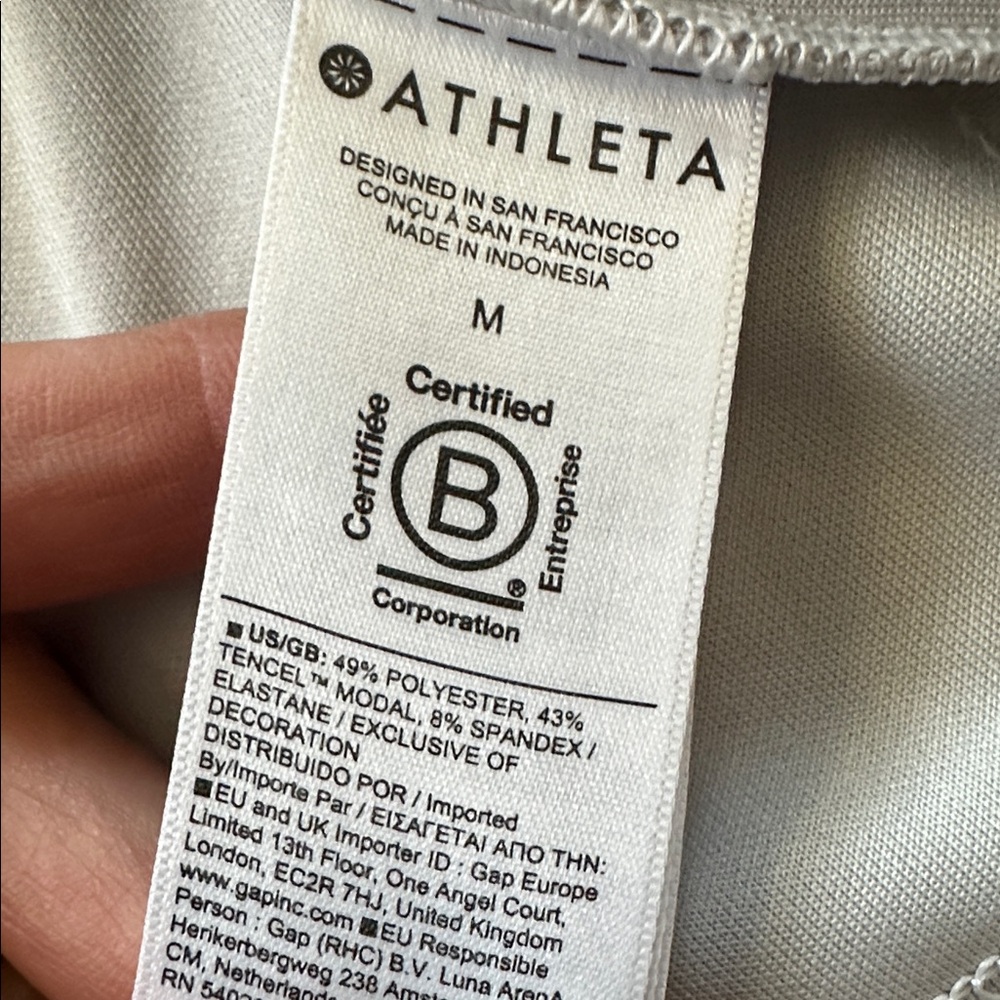 ATHLETA
DESIGNED IN SAN FRANCISCO
CONÇU À SAN FRANCISCO
MADE IN INDONESIA
M
Certified
Certifiée
B
Entreprise
®
Corporation
US/GB: 49% POLYESTER, 43%
TENCEL™ MODAL, 8% SPANDEX /
ELASTANE / EXCLUSIVE OF
DECORATION
DISTRIBUIDO POR / Imported
By/Importe Par / ΕΙΣΑΓΕΤΑΙ ΑΠΟ ΤΗΝ:
EU and UK Importer ID : Gap Europe
Limited 13th Floor, One Angel Court,
London, EC2R 7HJ, United Kingdom
www.gapinc.com EU Responsible
Person : Gap (RHC) B.V. Luna ArenA
Herikerbergweg 238
CM, Netherlands
RN